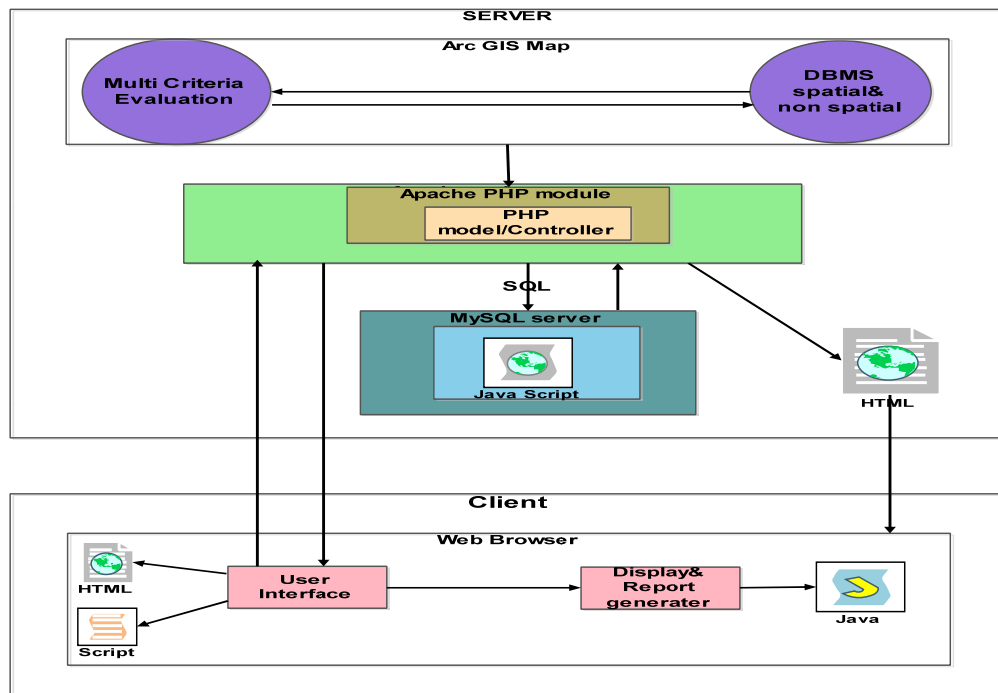 SERVER
Arc GIS Map
Multi Criteria
Evaluation
DBMS
spatial&
non spatial
Apache PHP module
PHP
model/Controller
SQL
MySQL server
Java Script
HTML
Client
Web Browser
HTML
User
Interface
Display&
Report
generater
Script
Java